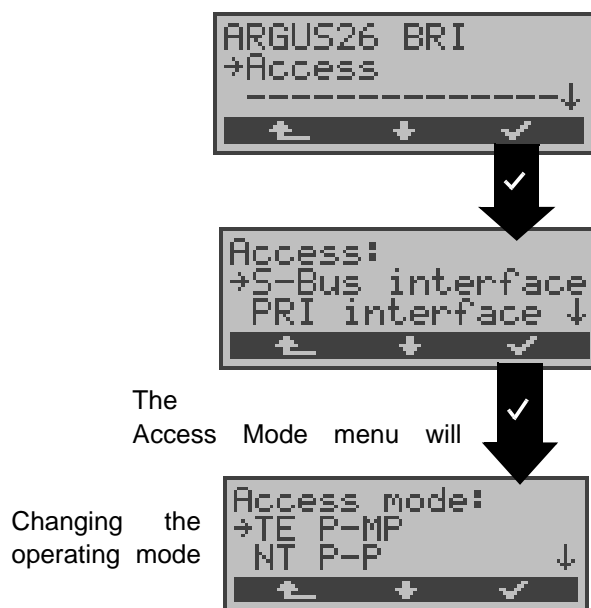 ARGUS26 BRI
→Access
---------------↓
Access:
→S-Bus interface
PRI interface ↓
The
Access Mode menu will
Access mode:
→TE P-MP
NT P-P ↓
Changing the
operating mode